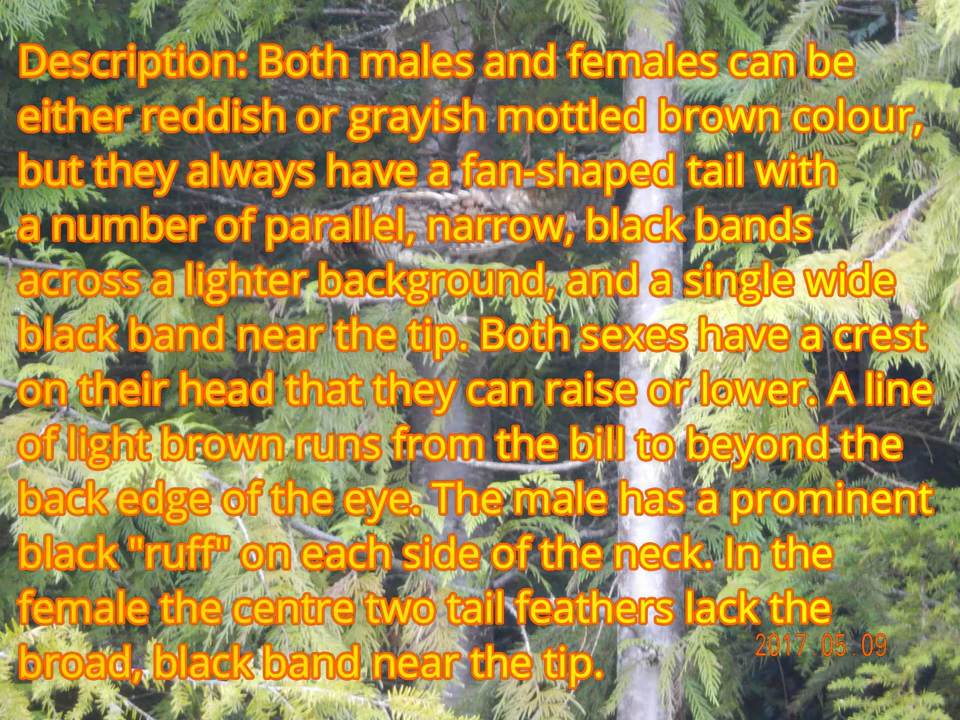 Description: Both males and females can be
either reddish or grayish mottled brown colour,
but they always have a fan-shaped tail with
a number of parallel, narrow, black bands
across a lighter background, and a single wide
black band near the tip. Both sexes have a crest
on their head that they can raise or lower. A line
of light brown runs from the bill to beyond the
back edge of the eye. The male has a prominent
black "ruff" on each side of the neck. In the
female the centre two tail feathers lack the
2017 05 09
broad, black band near the tip.